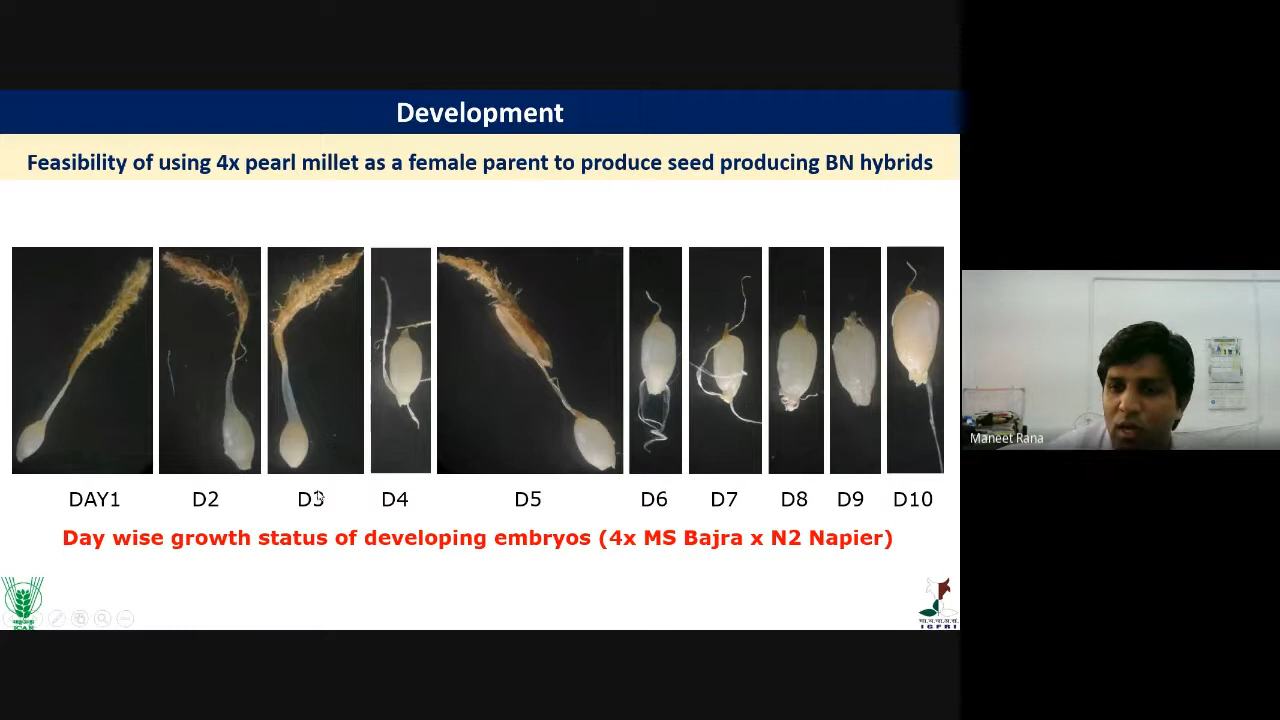 Development
Feasibility of using 4x pearl millet as a female parent to produce seed producing BN hybrids
DAY1 D2 D3 D4 D5 D6 D7 D8 D9 D10
Day wise growth status of developing embryos (4x MS Bajra x N2 Napier)
Maneet Rana
ICAR
IGFRI